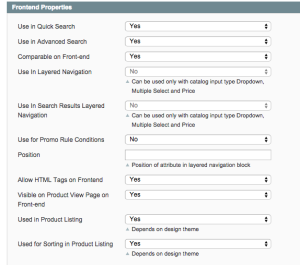 Frontend Properties
Use in Quick Search
Yes
Use in Advanced Search
Yes
Comparable on Front-end
Yes
Use In Layered Navigation
No
Can be used only with catalog input type Dropdown,
Multiple Select and Price
Use In Search Results Layered
Navigation
No
Can be used only with catalog input type Dropdown,
Multiple Select and Price
Use for Promo Rule Conditions
No
Position
Position of attribute in layered navigation block
Allow HTML Tags on Frontend
Yes
Visible on Product View Page on
Front-end
Yes
Used in Product Listing
Yes
Depends on design theme
Used for Sorting in Product Listing
Yes
Depends on design theme